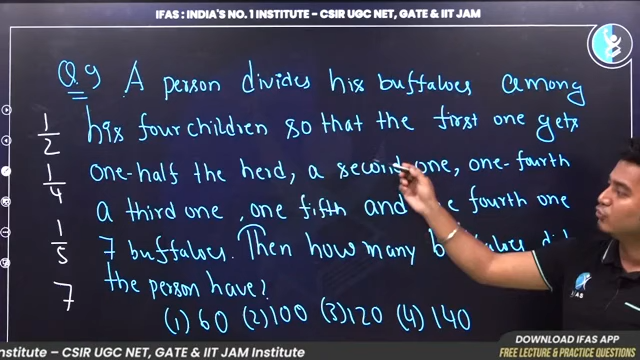 IFAS : INDIA'S NO. 1 INSTITUTE – CSIR UGC NET, GATE & IIT JAM
Q.9 A person divides his buffaloes among
1/2 his four children so that the first one gets
one-half the herd, a second one, one-fourth
1/4
a third one, one fifth and fourth one
1/5
7 buffaloes. Then how many
7 the person have?
(1) 60 (2) 100 (3) 120 (4) 140
IFAS
DOWNLOAD IFAS APP
FREE LECTURE & PRACTICE QUESTIONS
nstitute – CSIR UGC NET, GATE & IIT JAM Institute